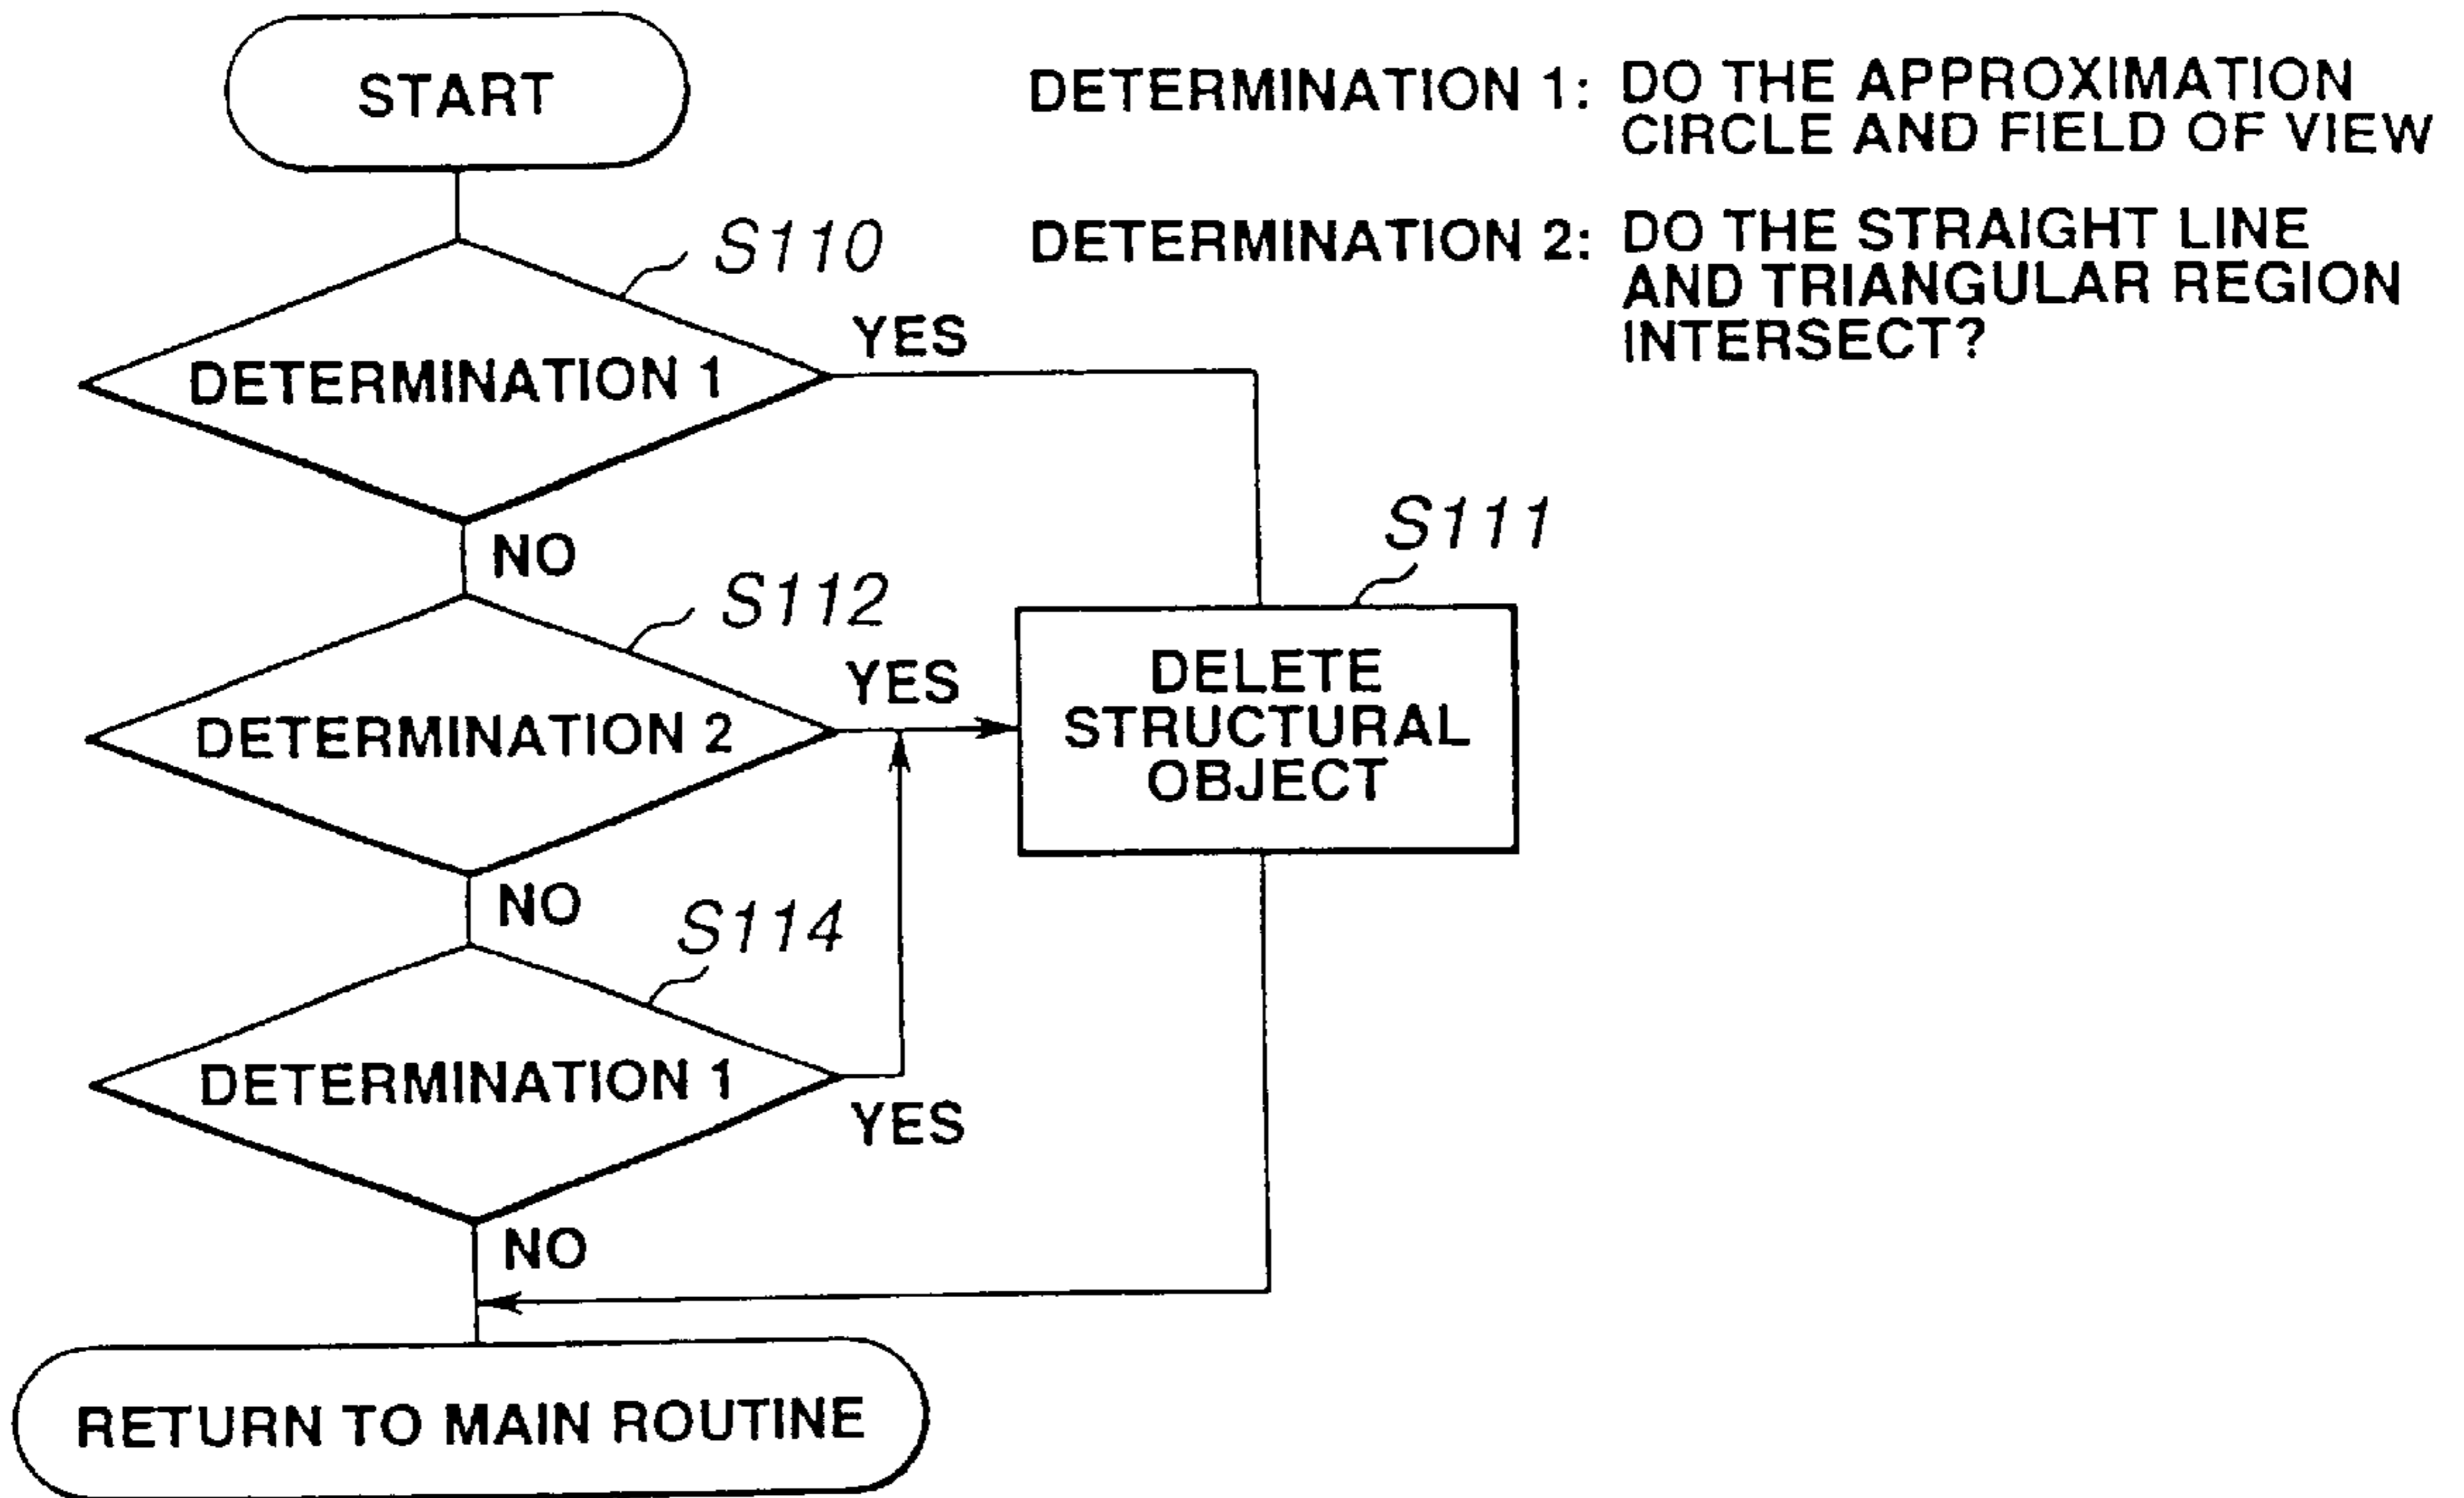 START
DETERMINATION 1: DO THE APPROXIMATION
CIRCLE AND FIELD OF VIEW
DETERMINATION 2: DO THE STRAIGHT LINE
AND TRIANGULAR REGION
INTERSECT?
S110
DETERMINATION 1
YES
NO
S112
DETERMINATION 2
YES
S111
DELETE
STRUCTURAL
OBJECT
NO
S114
DETERMINATION 1
YES
NO
RETURN TO MAIN ROUTINE